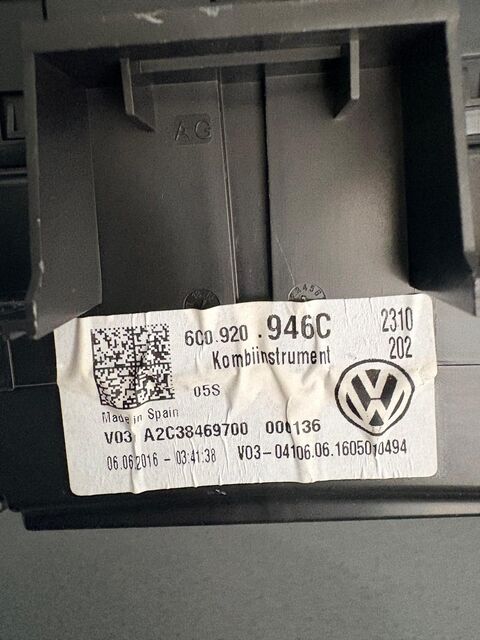 AG
6C0.920.946C 2310
Kombiinstrument 202
05S
Made in Spain
V03 A2C38469700 000136
06.06.2016 - 03:41:38 V03-04106.06.1605010494